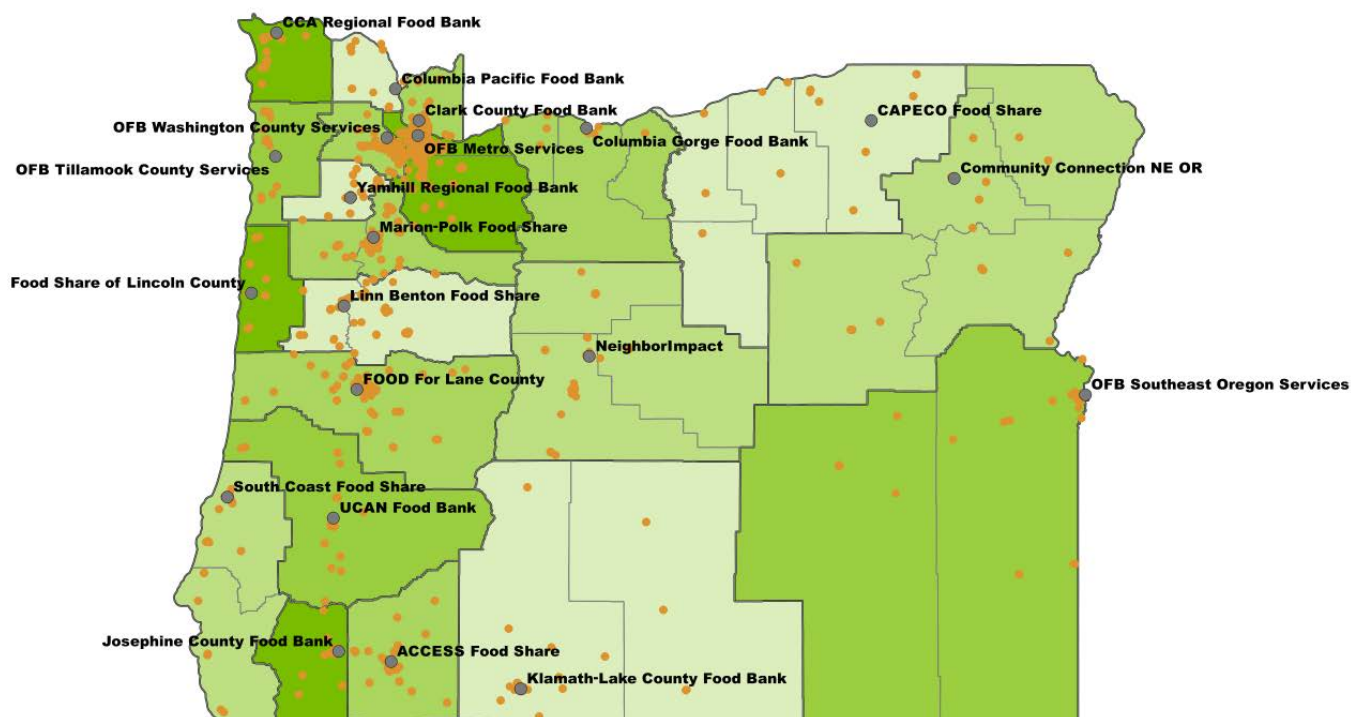 CCA Regional Food Bank
Columbia Pacific Food Bank
Clark County Food Bank
CAPECO Food Share
OFB Washington County Services
OFB Metro Services
Columbia Gorge Food Bank
OFB Tillamook County Services
Community Connection NE OR
Yamhill Regional Food Bank
Marion-Polk Food Share
Food Share of Lincoln County
Linn Benton Food Share
NeighborImpact
FOOD For Lane County
OFB Southeast Oregon Services
South Coast Food Share
UCAN Food Bank
Josephine County Food Bank
ACCESS Food Share
Klamath-Lake County Food Bank